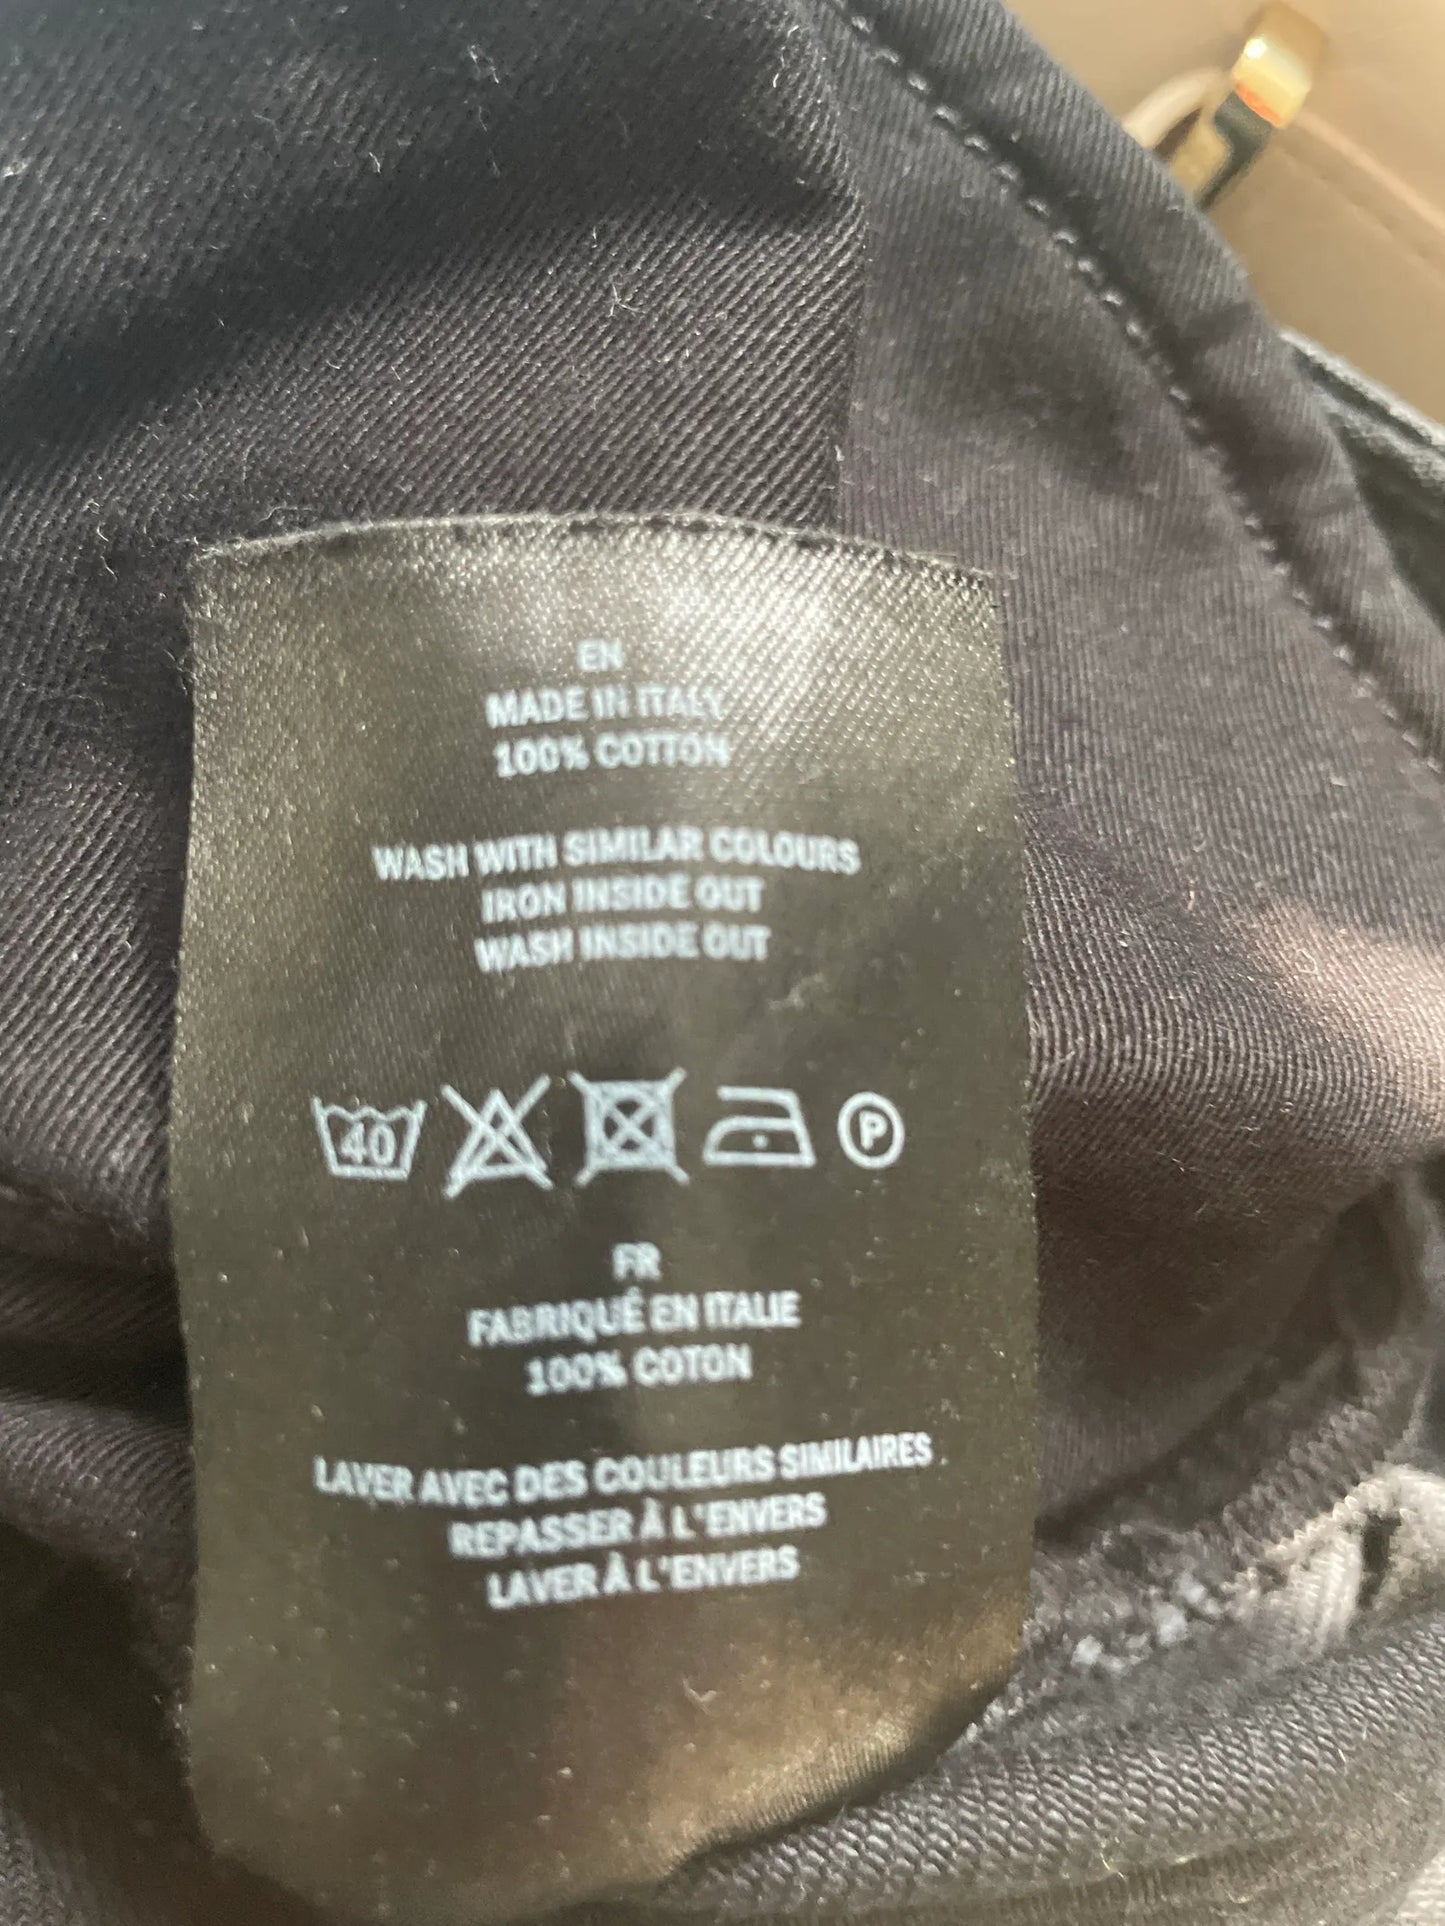 EN
MADE IN ITALY
100% COTTON
WASH WITH SIMILAR COLOURS
IRON INSIDE OUT
WASH INSIDE OUT
40 P
FR
FABRIQUÉ EN ITALIE
100% COTON
LAVER AVEC DES COULEURS SIMILAIRES.
REPASSER À L'ENVERS
LAVER À L'ENVERS